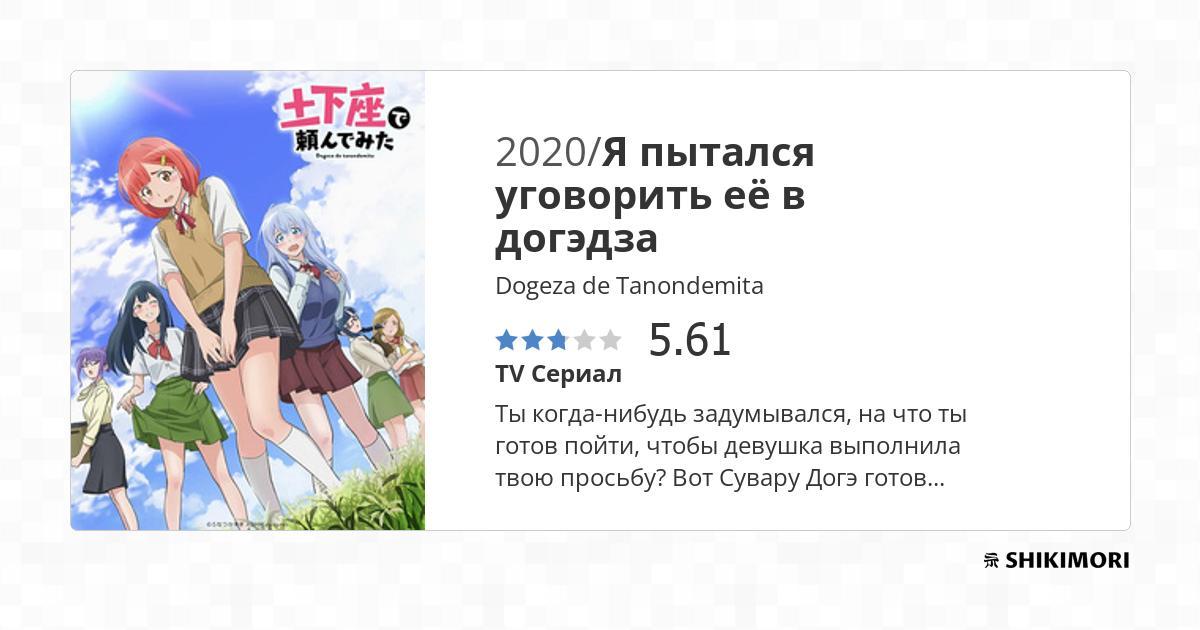 土下座で
頼んでみた
Dogeza de tanondemita
2020/Я пытался
уговорить её в
догэдза
Dogeza de Tanondemita
5.61
TV Сериал
Ты когда-нибудь задумывался, на что ты
готов пойти, чтобы девушка выполнила
твою просьбу? Вот Сувару Догэ готов...
SHIKIMORI